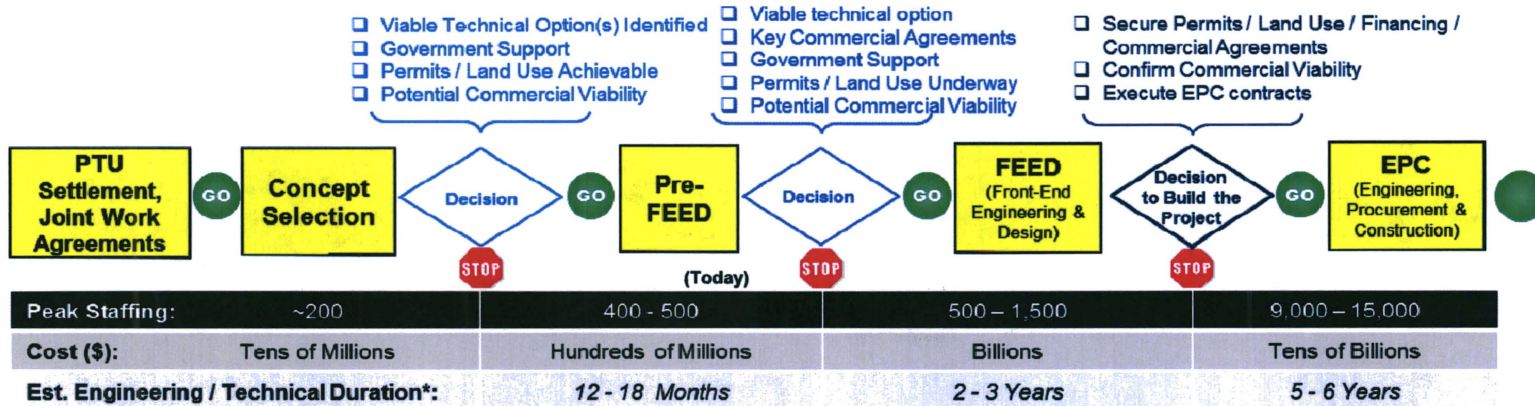 ❑ Viable Technical Option(s) Identified
❑ Government Support
❑ Permits / Land Use Achievable
❑ Potential Commercial Viability
❑ Viable technical option
❑ Key Commercial Agreements
❑ Government Support
❑ Permits / Land Use Underway
❑ Potential Commercial Viability
❑ Secure Permits / Land Use / Financing /
Commercial Agreements
❑ Confirm Commercial Viability
❑ Execute EPC contracts
PTU
Settlement,
Joint Work
Agreements
GO
Concept
Selection
Decision
STOP
GO
Pre-
FEED
(Today)
Decision
STOP
GO
FEED
(Front-End
Engineering &
Design)
Decision
to Build the
Project
STOP
GO
EPC
(Engineering,
Procurement &
Construction)
Peak Staffing: ~200 400 - 500 500 – 1,500 9,000 – 15,000
Cost ($): Tens of Millions Hundreds of Millions Billions Tens of Billions
Est. Engineering / Technical Duration*: 12 - 18 Months 2 - 3 Years 5 - 6 Years